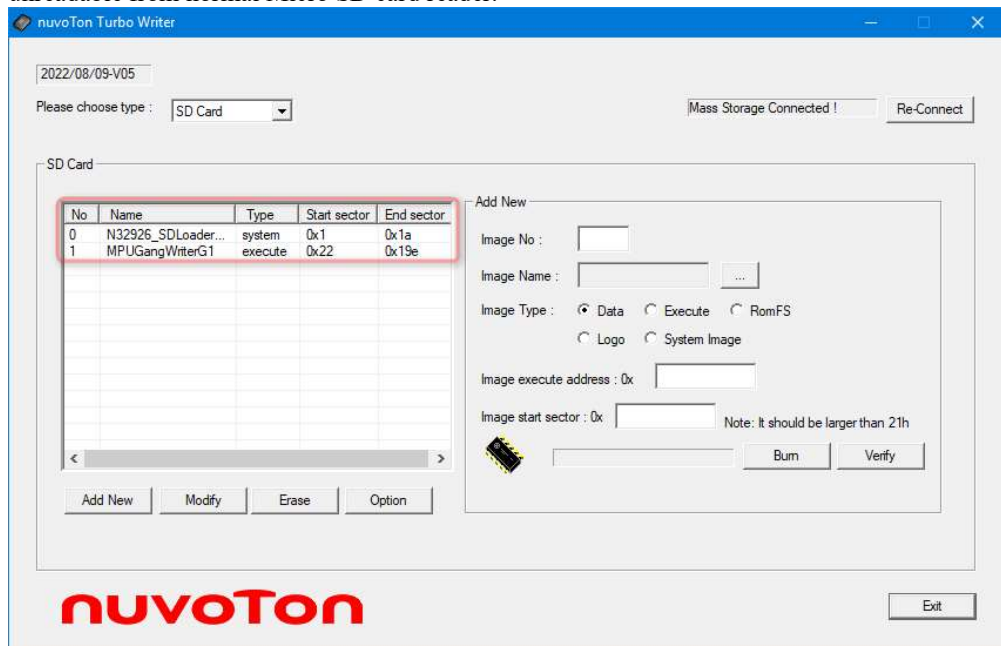 nuvoTon Turbo Writer
2022/08/09-V05
Please choose type : SD Card
Mass Storage Connected ! Re-Connect
SD Card
No Name Type Start sector End sector
0 N32926_SDLoader... system 0x1 0x1a
1 MPUGangWriterG1 execute 0x22 0x19e
Add New Modify Erase Option
Add New
Image No :
Image Name : ...
Image Type : Data Execute RomFS
Logo System Image
Image execute address : 0x
Image start sector : 0x Note: It should be larger than 21h
Burn Verify
nuvoTon
Exit